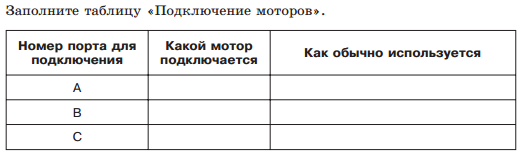 Заполните таблицу «Подключение моторов».
Номер порта для подключения
Какой мотор подключается
Как обычно используется
A
B
C